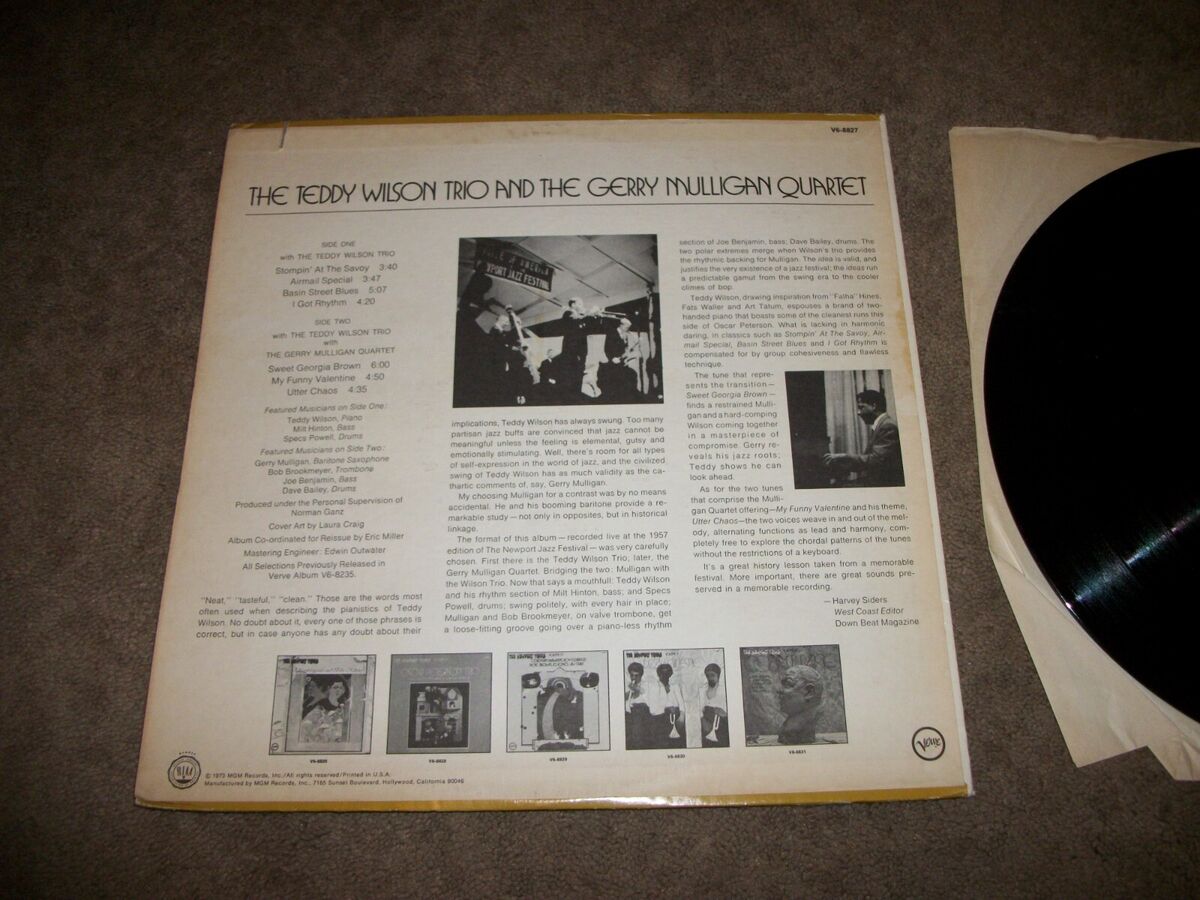 V6-8827
THE TEDDY WILSON TRIO AND THE GERRY MULLIGAN QUARTET
SIDE ONE
with THE TEDDY WILSON TRIO
Stompin' At The Savoy 3:40
Airmail Special 3:47
Basin Street Blues 5:07
I Got Rhythm 4:20
SIDE TWO
with THE TEDDY WILSON TRIO
with
THE GERRY MULLIGAN QUARTET
Sweet Georgia Brown 6:00
My Funny Valentine 4:50
Utter Chaos 4:35
Featured Musicians on Side One:
Teddy Wilson, Piano
Milt Hinton, Bass
Specs Powell, Drums
Featured Musicians on Side Two:
Gerry Mulligan, Baritone Saxophone
Bob Brookmeyer, Trombone
Joe Benjamin, Bass
Dave Bailey, Drums
Produced under the Personal Supervision of
Norman Ganz
Cover Art by Laura Craig
Album Co-ordinated for Reissue by Eric Miller
Mastering Engineer: Edwin Outwater
All Selections Previously Released in
Verve Album V6-8235.
"Neat," "tasteful," "clean." Those are the words most
often used when describing the pianistics of Teddy
Wilson. No doubt about it, every one of those phrases is
correct, but in case anyone has any doubt about their
PORT JAZZ FESTIVAL
implications, Teddy Wilson has always swung. Too many
partisan jazz buffs are convinced that jazz cannot be
meaningful unless the feeling is elemental, gutsy and
emotionally stimulating. Well, there's room for all types
of self-expression in the world of jazz, and the civilized
swing of Teddy Wilson has as much validity as the ca-
thartic comments of, say, Gerry Mulligan.
My choosing Mulligan for a contrast was by no means
accidental. He and his booming baritone provide a re-
markable study—not only in opposites, but in historical
linkage.
The format of this album—recorded live at the 1957
edition of The Newport Jazz Festival—was very carefully
chosen. First there is the Teddy Wilson Trio; later, the
Gerry Mulligan Quartet. Bridging the two: Mulligan with
the Wilson Trio. Now that says a mouthfull: Teddy Wilson
and his rhythm section of Milt Hinton, bass; and Specs
Powell, drums; swing politely, with every hair in place;
Mulligan and Bob Brookmeyer, on valve trombone, get
a loose-fitting groove going over a piano-less rhythm
section of Joe Benjamin, bass; Dave Bailey, drums. The
two polar extremes merge when Wilson's trio provides
the rhythmic backing for Mulligan. The idea is valid, and
justifies the very existence of a jazz festival; the ideas run
a predictable gamut from the swing era to the cooler
climes of bop.
Teddy Wilson, drawing inspiration from "Fatha" Hines,
Fats Waller and Art Tatum, espouses a brand of two-
handed piano that boasts some of the cleanest runs this
side of Oscar Peterson. What is lacking in harmonic
daring, in classics such as Stompin' At The Savoy, Air-
mail Special, Basin Street Blues and I Got Rhythm is
compensated for by group cohesiveness and flawless
technique.
The tune that repre-
sents the transition—
Sweet Georgia Brown—
finds a restrained Mulli-
gan and a hard-comping
Wilson coming together
in a masterpiece of
compromise. Gerry re-
veals his jazz roots;
Teddy shows he can
look ahead.
As for the two tunes
that comprise the Mulli-
gan Quartet offering—My Funny Valentine and his theme,
Utter Chaos—the two voices weave in and out of the mel-
ody, alternating functions as lead and harmony, com-
pletely free to explore the chordal patterns of the tunes
without the restrictions of a keyboard.
It's a great history lesson taken from a memorable
festival. More important, there are great sounds pre-
served in a memorable recording.
—Harvey Siders
West Coast Editor
Down Beat Magazine
V6-8829
V6-8830
V6-8831
MGM
© 1973 MGM Records, Inc./All rights reserved/Printed in U.S.A.
Manufactured by MGM Records, Inc., 7165 Sunset Boulevard, Hollywood, California 90046
Verve